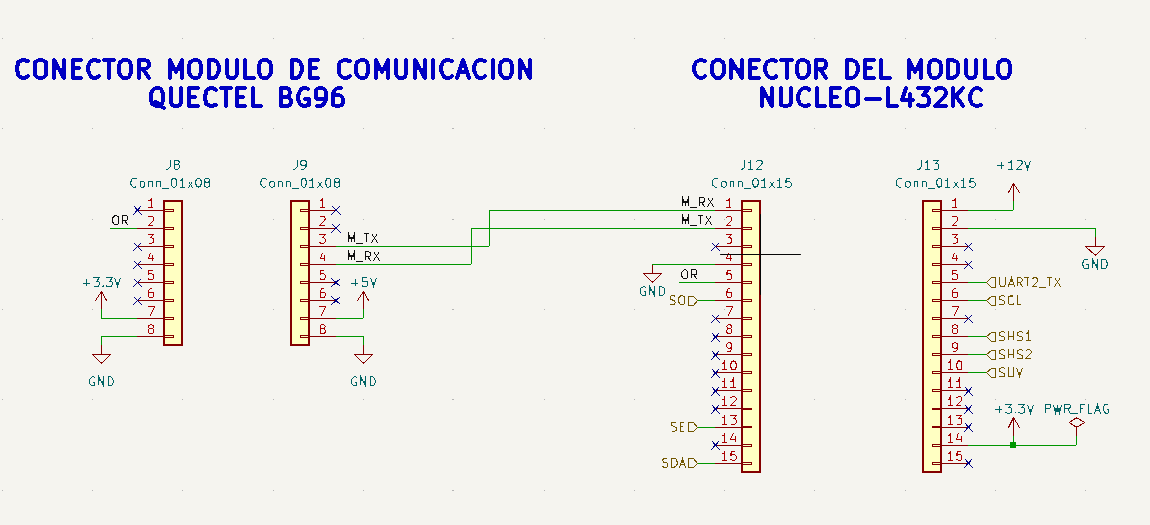 CONECTOR MODULO DE COMUNICACION
QUECTEL BG96
CONECTOR DEL MODULO
NUCLEO-L432KC
J8
Conn_01x08
1
2
3
4
5
6
7
8
OR
+3.3V
GND
J9
Conn_01x08
1
2
3
4
5
6
7
8
M_TX
M_RX
+5V
GND
J12
Conn_01x15
M_RX
M_TX
OR
GND
SO
SE
SDA
1
2
3
4
5
6
7
8
9
10
11
12
13
14
15
J13
Conn_01x15
1
2
3
4
5
6
7
8
9
10
11
12
13
14
15
+12V
GND
UART2_TX
SCL
SHS1
SHS2
SUV
+3.3V
PWR_FLAG